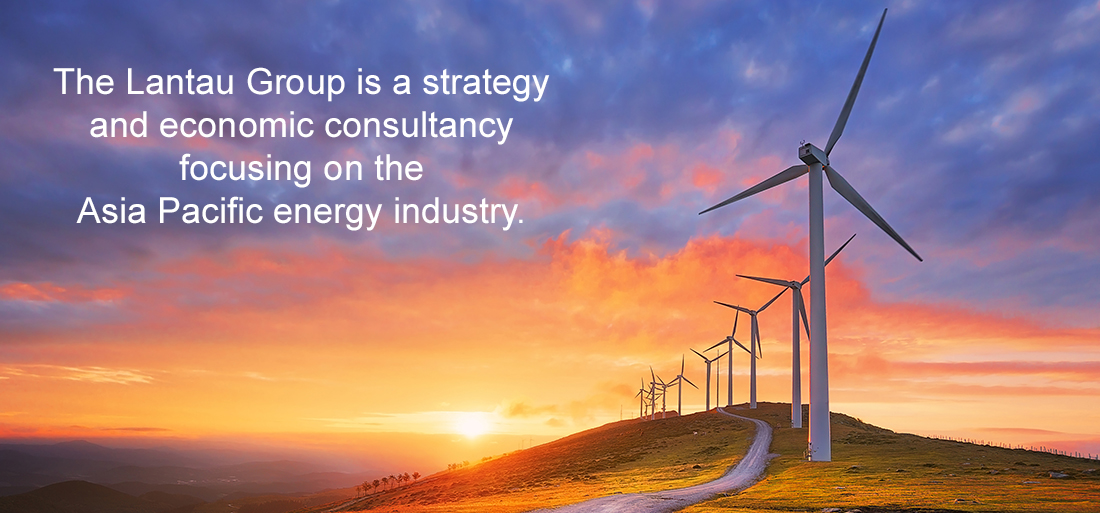 The Lantau Group is a strategy
and economic consultancy
focusing on the
Asia Pacific energy industry.